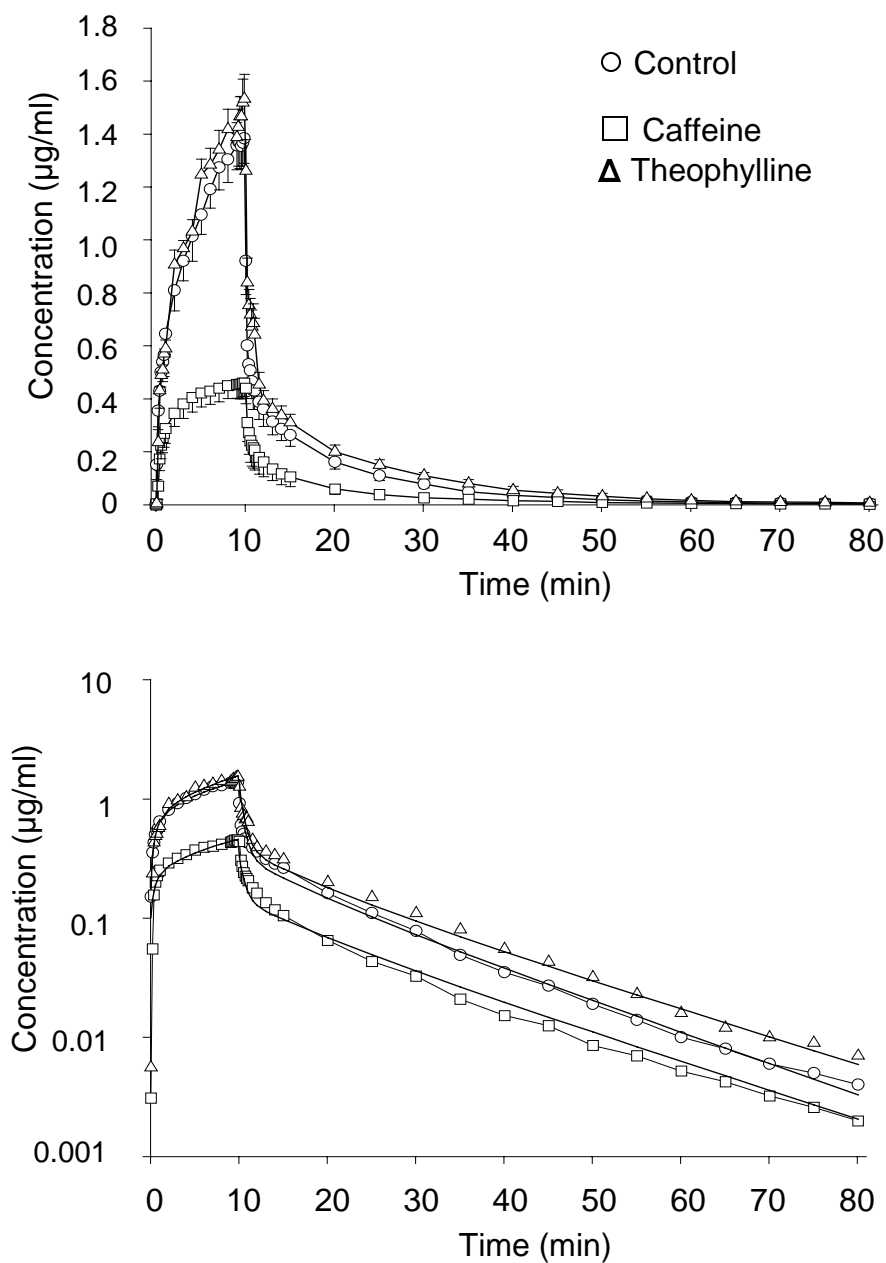 1.8
1.6
1.4
1.2
1.0
0.8
0.6
0.4
0.2
0
Concentration (µg/ml)
Control
Caffeine
Theophylline
0 10 20 30 40 50 60 70 80
Time (min)
10
1
0.1
0.01
0.001
Concentration (µg/ml)
0 10 20 30 40 50 60 70 80
Time (min)